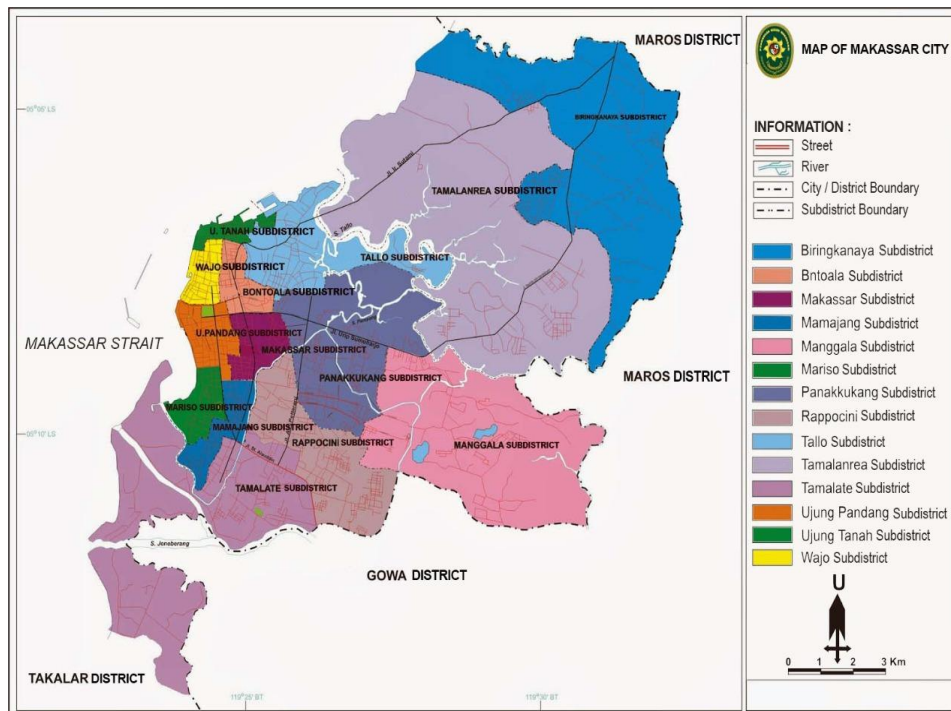 MAROS DISTRICT
MAP OF MAKASSAR CITY
BIRINGKANAYA SUBDISTRICT
TAMALANREA SUBDISTRICT
S. Tallo
U. TANAH SUBDISTRICT
TALLO SUBDISTRICT
WAJO SUBDISTRICT
BONTOALA SUBDISTRICT
U.PANDANG SUBDISTRICT
MAKASSAR SUBDISTRICT
MAKASSAR STRAIT
PANAKKUKANG SUBDISTRICT
MAROS DISTRICT
MARISO SUBDISTRICT
MAMAJANG SUBDISTRICT
RAPPOCINI SUBDISTRICT
MANGGALA SUBDISTRICT
TAMALATE SUBDISTRICT
S. Jeneberang
GOWA DISTRICT
TAKALAR DISTRICT
INFORMATION :
Street
River
City / District Boundary
Subdistrict Boundary
Biringkanaya Subdistrict
Bntoala Subdistrict
Makassar Subdistrict
Mamajang Subdistrict
Manggala Subdistrict
Mariso Subdistrict
Panakkukang Subdistrict
Rappocini Subdistrict
Tallo Subdistrict
Tamalanrea Subdistrict
Tamalate Subdistrict
Ujung Pandang Subdistrict
Ujung Tanah Subdistrict
Wajo Subdistrict
U
0 1 2 3 Km